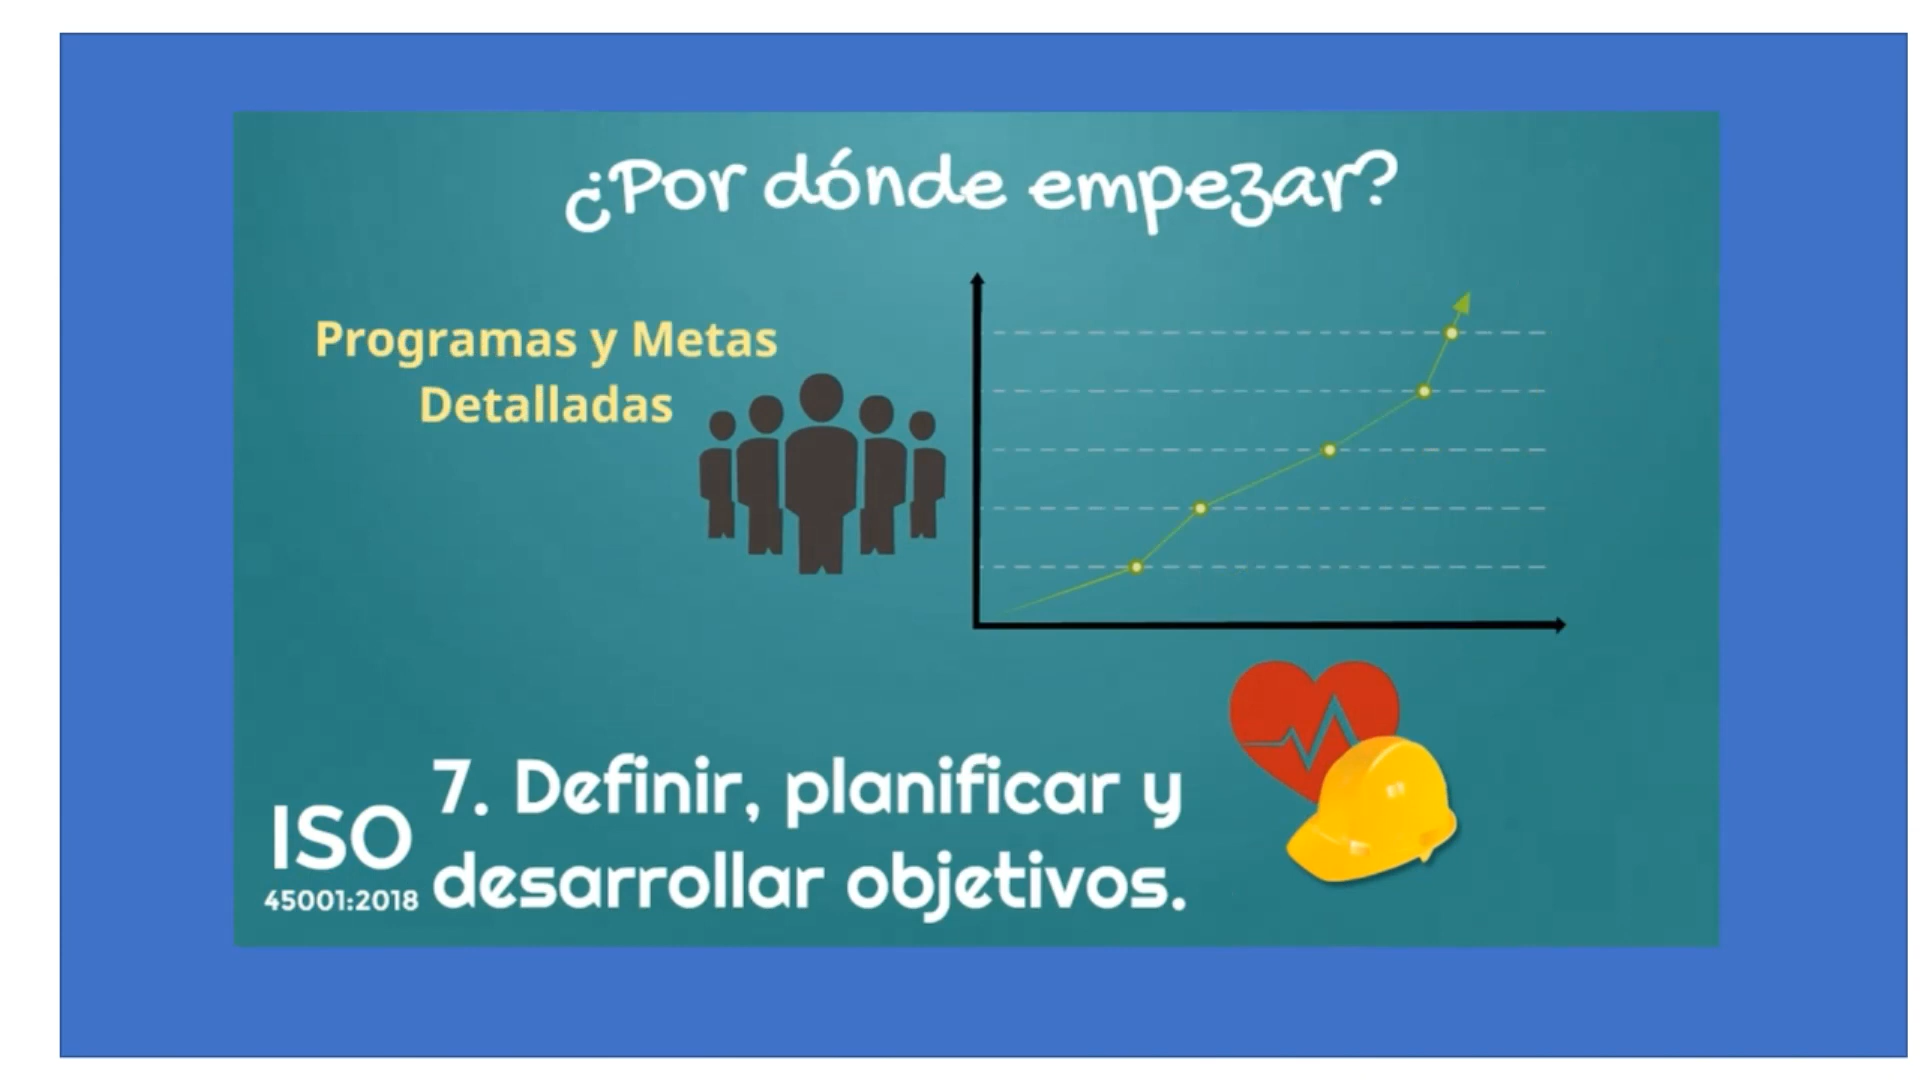 ¿Por dónde empezar?
Programas y Metas
Detalladas
7. Definir, planificar y
desarrollar objetivos.
ISO
45001:2018